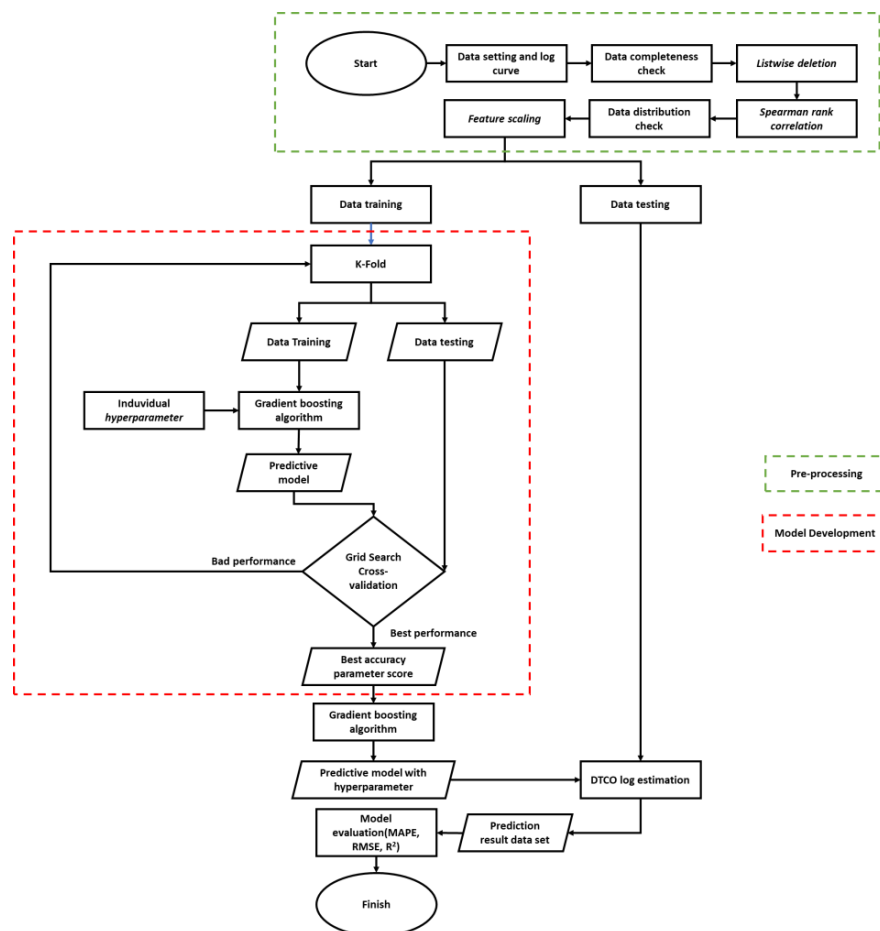 Start
Data setting and log
curve
Data completeness
check
Listwise deletion
Spearman rank
correlation
Data distribution
check
Feature scaling
Data training
Data testing
K-Fold
Data Training
Data testing
Induvidual
hyperparameter
Gradient boosting
algorithm
Predictive
model
Pre-processing
Model Development
Bad performance
Grid Search
Cross-
validation
Best performance
Best accuracy
parameter score
Gradient boosting
algorithm
Predictive model with
hyperparameter
DTCO log estimation
Model
evaluation(MAPE,
RMSE, R²)
Prediction
result data set
Finish